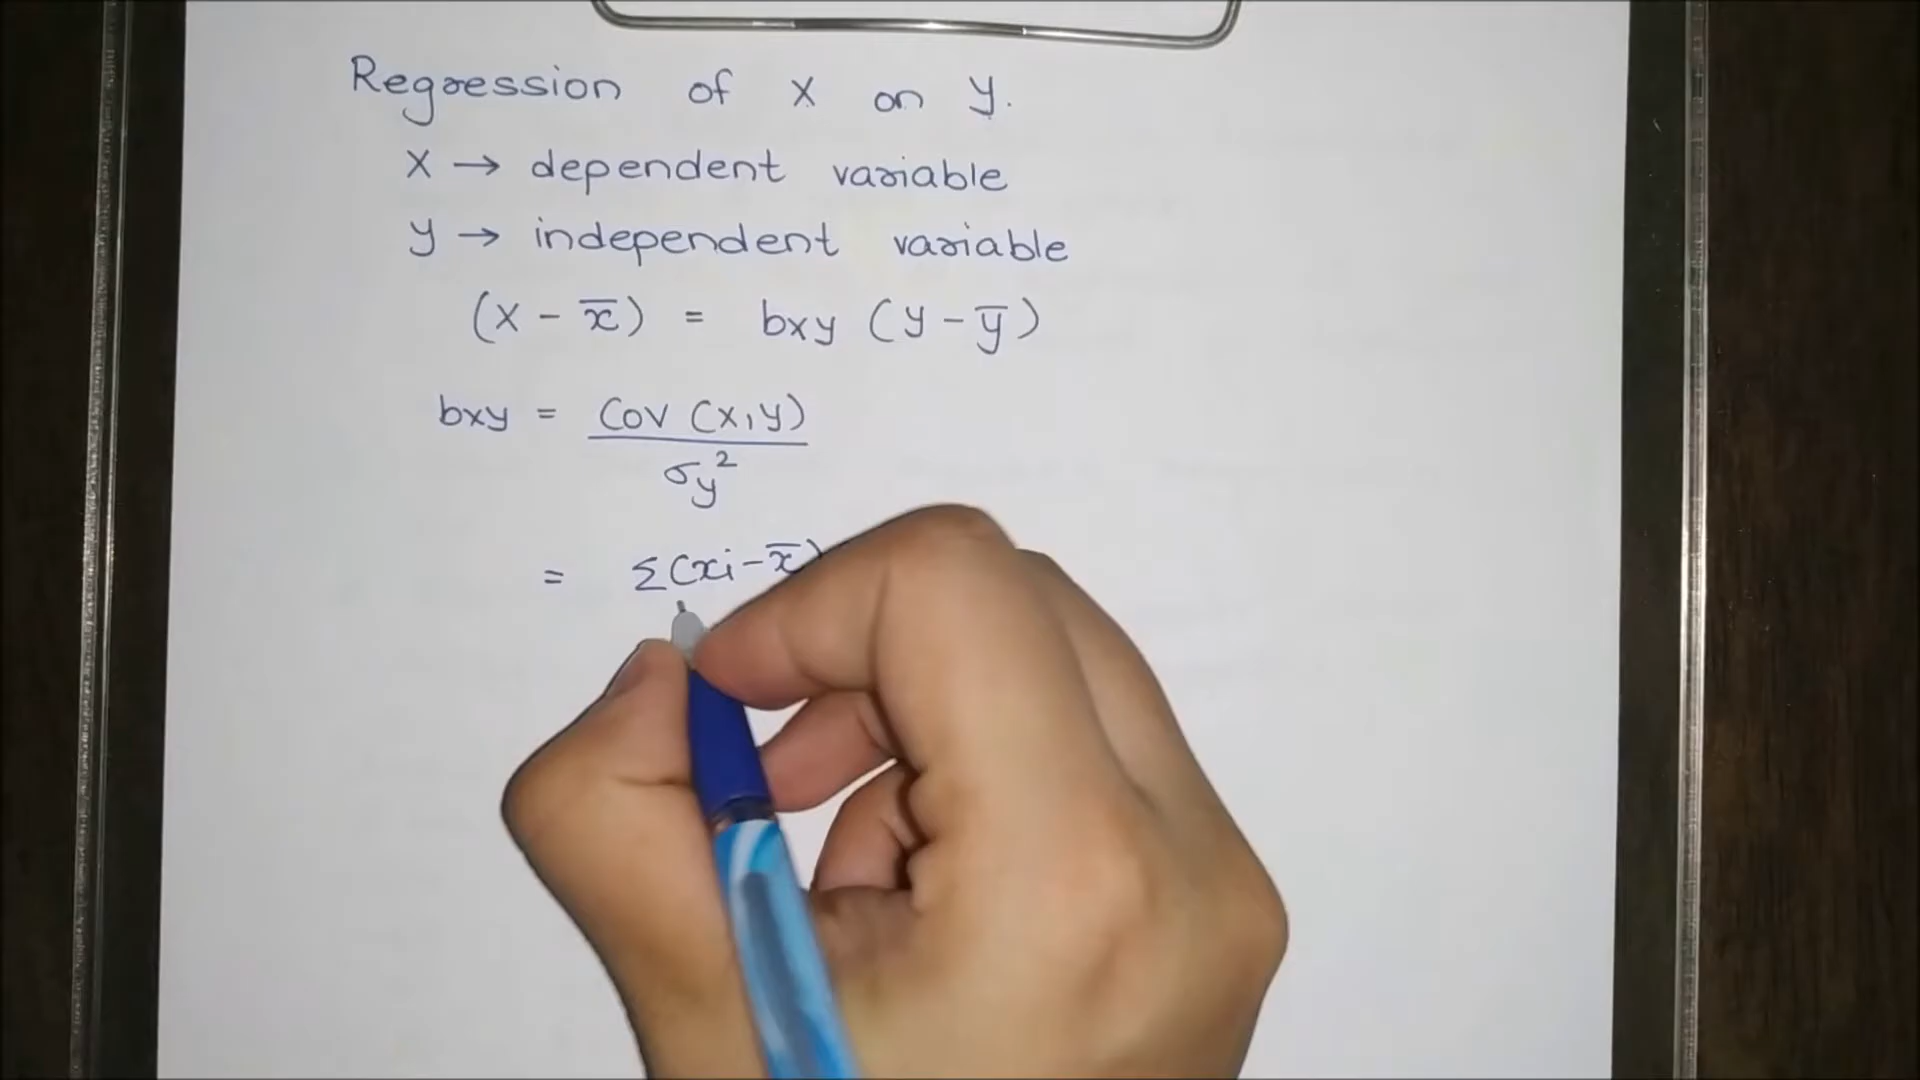 Regression of x on y.
x → dependent variable
y → independent variable
(x - x̅) = bxy (y - y̅)
bxy = Cov (x,y)
σy²
= Σ(xi - x̅)